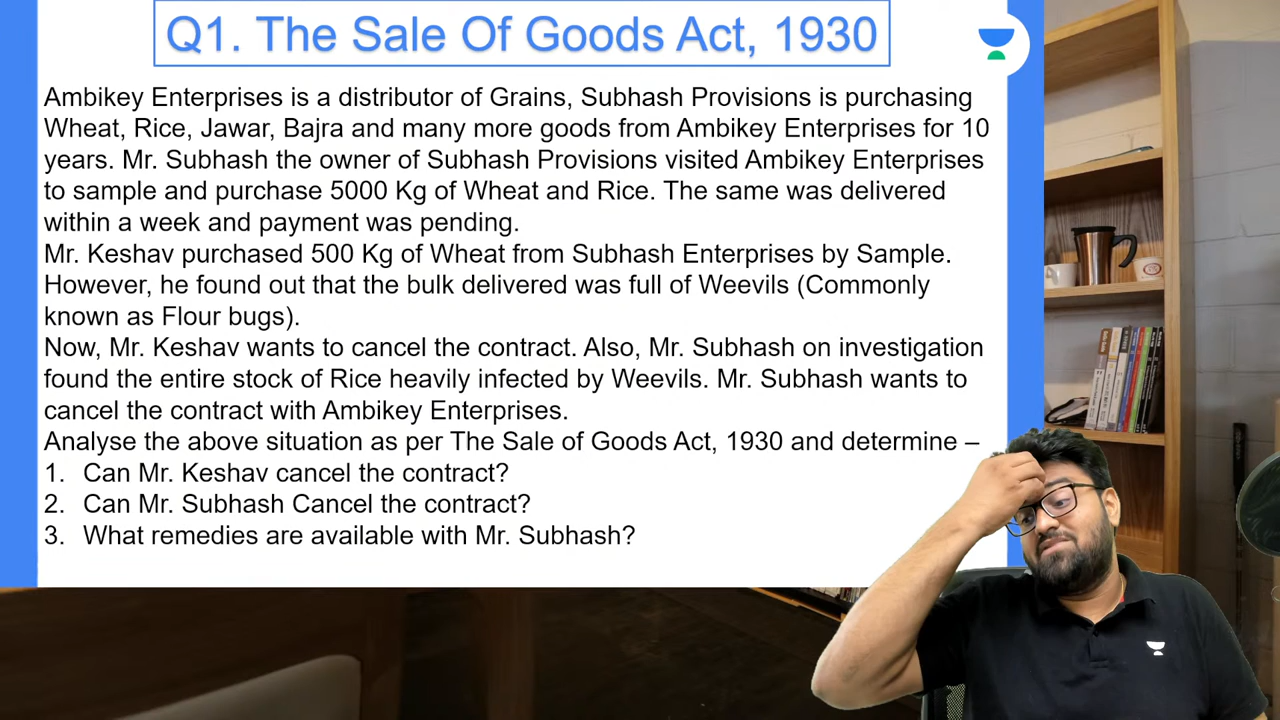 Q1. The Sale Of Goods Act, 1930
Ambikey Enterprises is a distributor of Grains, Subhash Provisions is purchasing
Wheat, Rice, Jawar, Bajra and many more goods from Ambikey Enterprises for 10
years. Mr. Subhash the owner of Subhash Provisions visited Ambikey Enterprises
to sample and purchase 5000 Kg of Wheat and Rice. The same was delivered
within a week and payment was pending.
Mr. Keshav purchased 500 Kg of Wheat from Subhash Enterprises by Sample.
However, he found out that the bulk delivered was full of Weevils (Commonly
known as Flour bugs).
Now, Mr. Keshav wants to cancel the contract. Also, Mr. Subhash on investigation
found the entire stock of Rice heavily infected by Weevils. Mr. Subhash wants to
cancel the contract with Ambikey Enterprises.
Analyse the above situation as per The Sale of Goods Act, 1930 and determine –
1. Can Mr. Keshav cancel the contract?
2. Can Mr. Subhash Cancel the contract?
3. What remedies are available with Mr. Subhash?